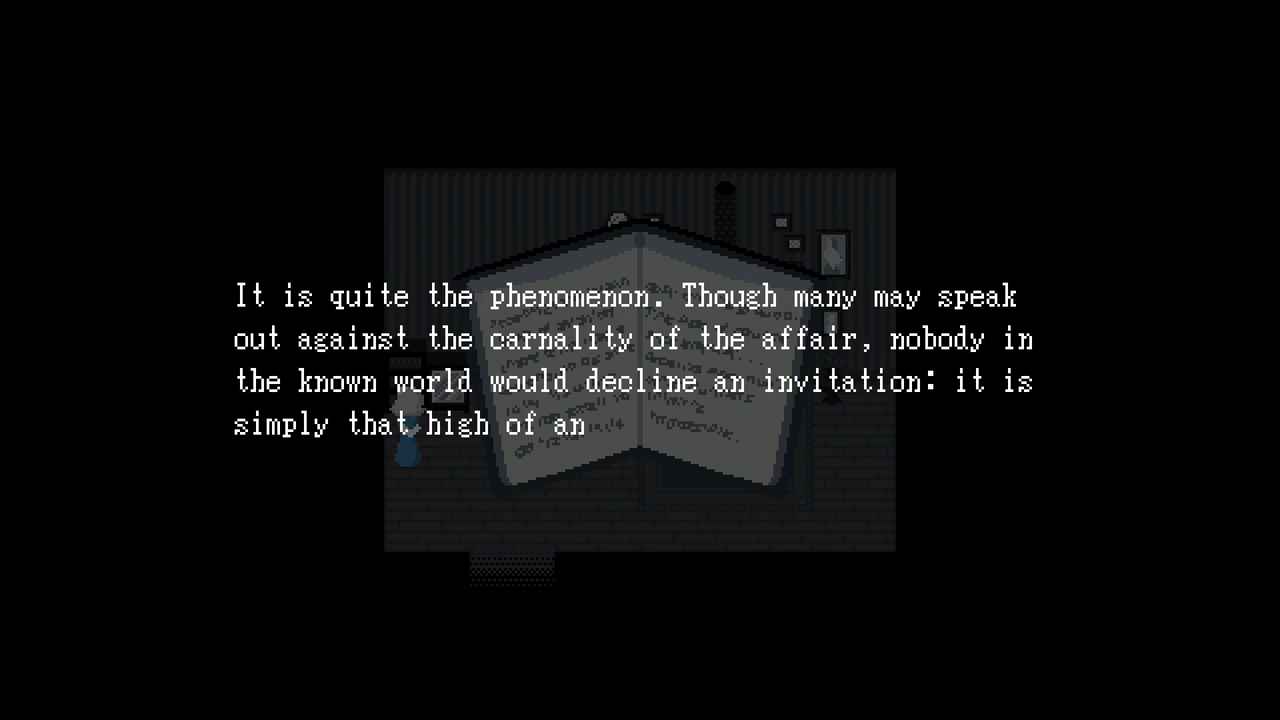 It is quite the phenomenon. Though many may speak
out against the carnality of the affair, nobody in
the known world would decline an invitation: it is
simply that high of an